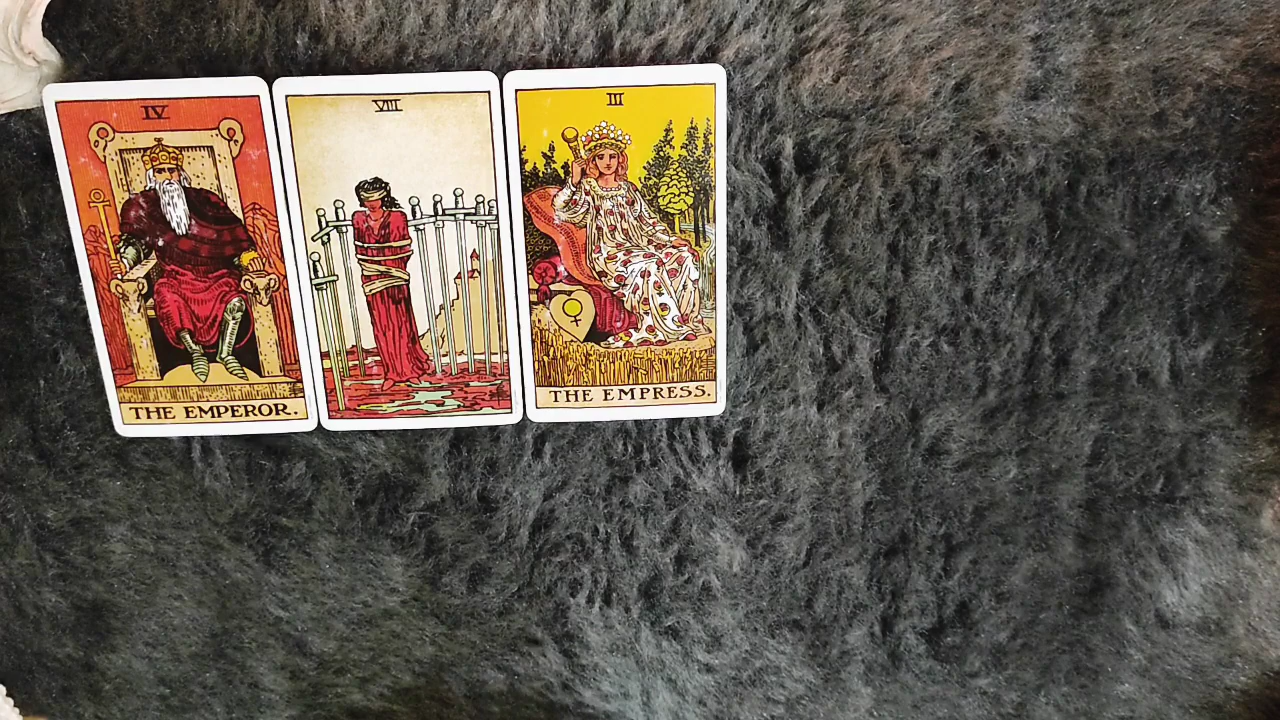 IV
VIII
III
THE EMPEROR.
THE EMPRESS.